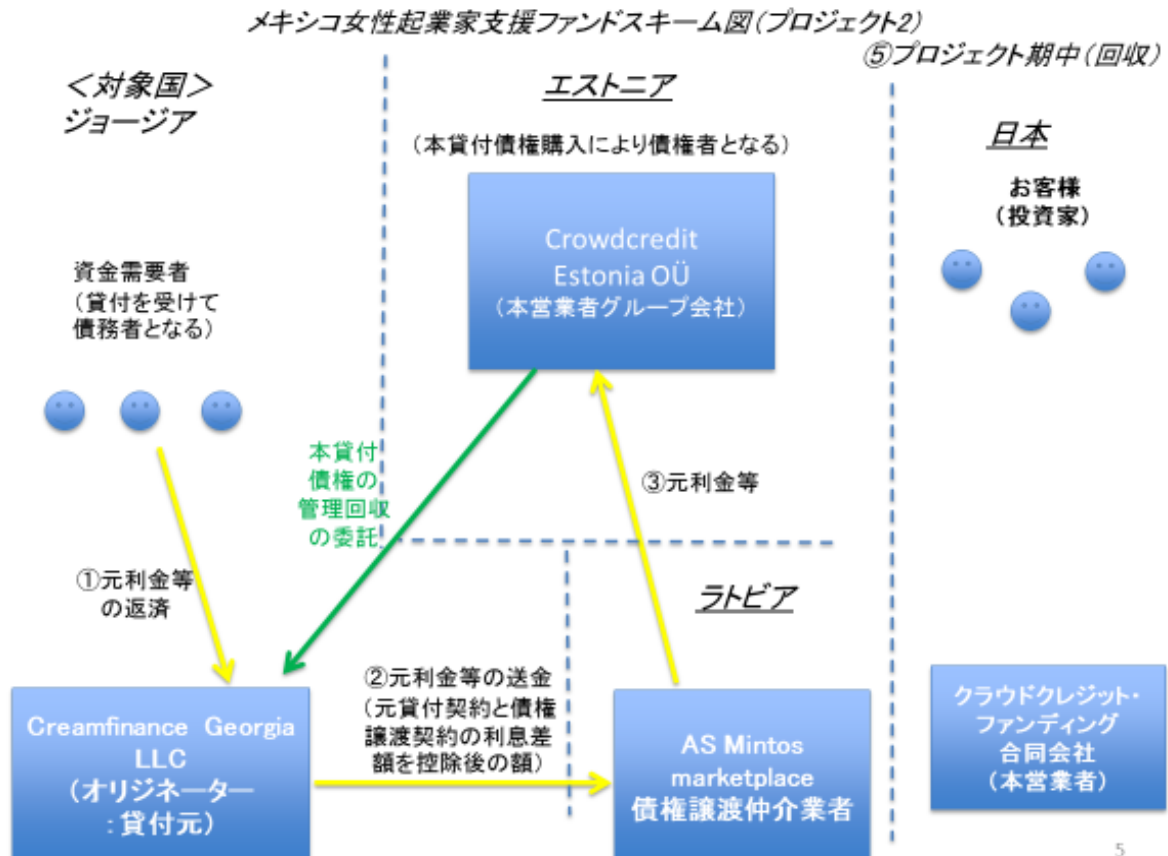 メキシコ女性起業家支援ファンドスキーム図(プロジェクト2)
⑤プロジェクト期中(回収)
<対象国>
ジョージア
エストニア
(本貸付債権購入により債権者となる)
日本
お客様
(投資家)
Crowdcredit
Estonia OÜ
(本営業者グループ会社)
資金需要者
(貸付を受けて
債務者となる)
本貸付
債権の
管理回収
の委託
③元利金等
①元利金等
の返済
ラトビア
②元利金等の送金
(元貸付契約と債権
譲渡契約の利息差
額を控除後の額)
Creamfinance Georgia
LLC
(オリジネーター
:貸付元)
AS Mintos
marketplace
債権譲渡仲介業者
クラウドクレジット・
ファンディング
合同会社
(本営業者)
5